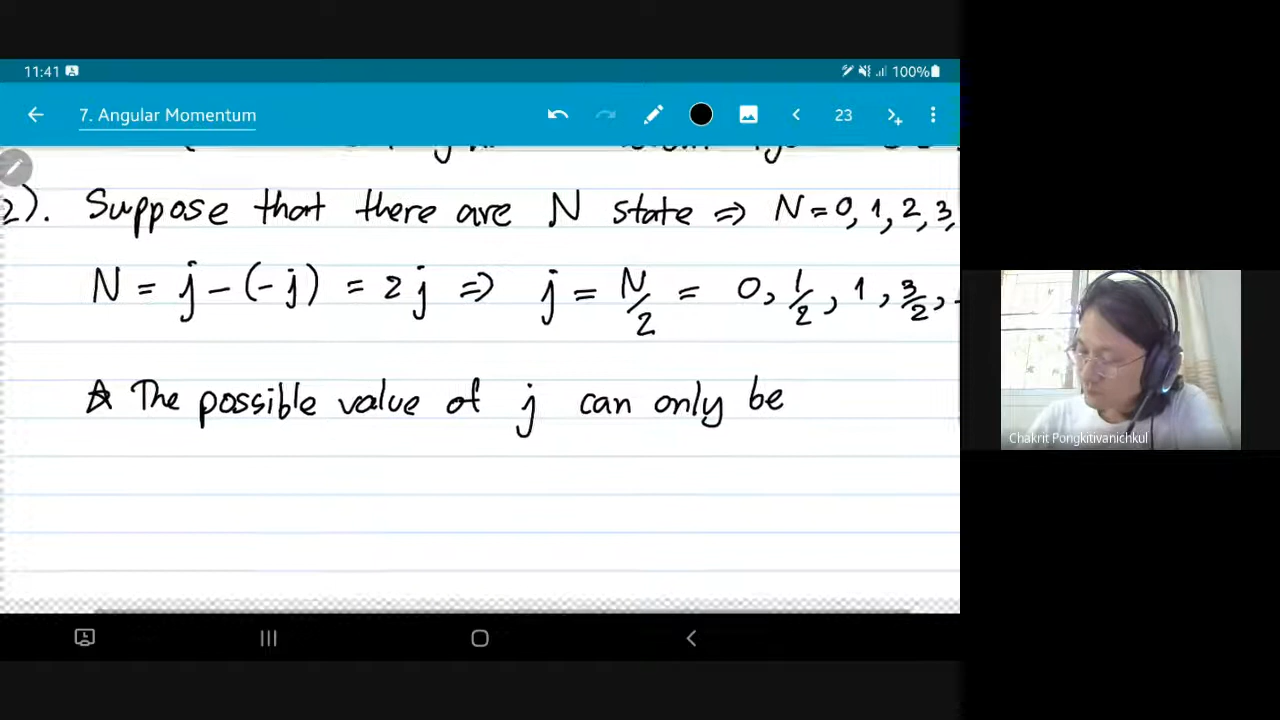 11:41 100%
7. Angular Momentum 23
2). Suppose that there are N state ⇒ N=0, 1, 2, 3,
N = j - (-j) = 2j ⇒ j = N/2 = 0, 1/2, 1, 3/2,
☆ The possible value of j can only be
Chakrit Pongkitivanichkul